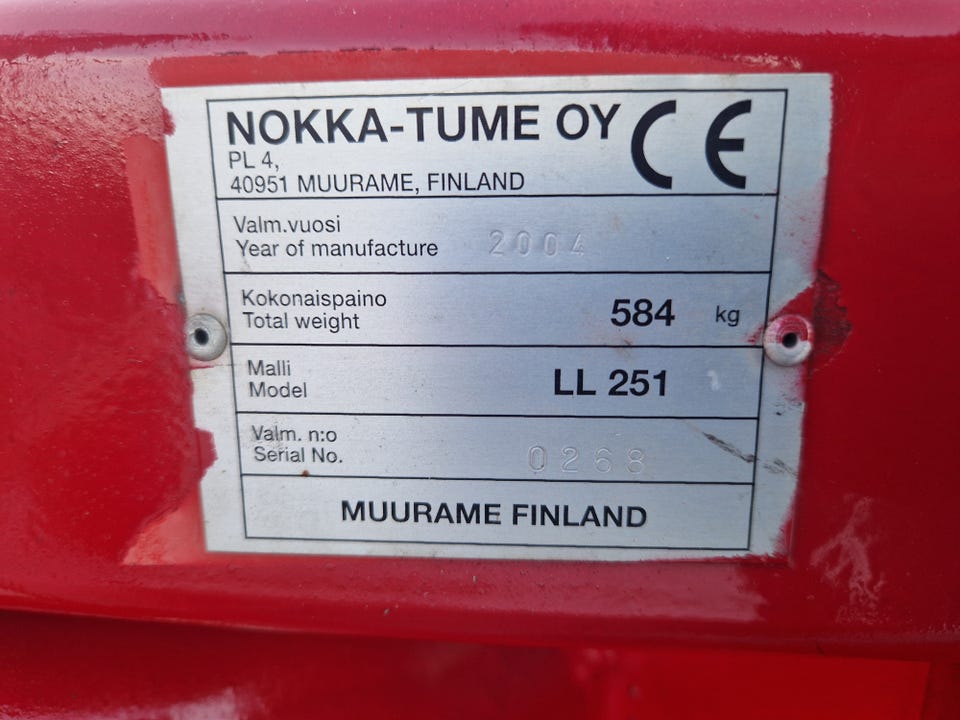 NOKKA-TUME OY CE
PL 4,
40951 MUURAME, FINLAND
Valm.vuosi
Year of manufacture 2004
Kokonaispaino
Total weight 584 kg
Malli
Model LL 251
Valm. n:o
Serial No. 0268
MUURAME FINLAND